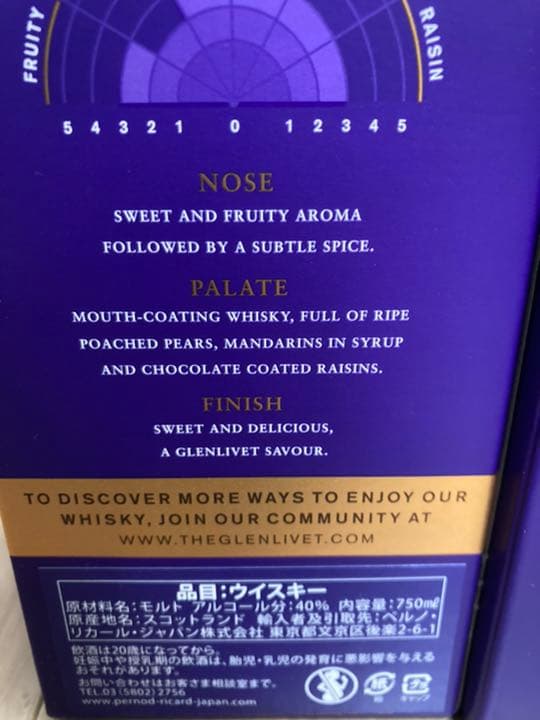 FRUITY
RAISIN
5 4 3 2 1 0 1 2 3 4 5
NOSE
SWEET AND FRUITY AROMA
FOLLOWED BY A SUBTLE SPICE.
PALATE
MOUTH-COATING WHISKY, FULL OF RIPE
POACHED PEARS, MANDARINS IN SYRUP
AND CHOCOLATE COATED RAISINS.
FINISH
SWEET AND DELICIOUS,
A GLENLIVET SAVOUR.
TO DISCOVER MORE WAYS TO ENJOY OUR
WHISKY, JOIN OUR COMMUNITY AT
WWW.THEGLENLIVET.COM
品目:ウイスキー
原材料名:モルト アルコール分:40% 内容量:750mℓ
原産地名:スコットランド 輸入者及び引取先:ペルノ・
リカール・ジャパン株式会社 東京都文京区後楽2-6-1
飲酒は20歳になってから。
妊娠中や授乳期の飲酒は、胎児・乳児の発育に悪影響を与える
おそれがあります。
お問い合わせはお客さま相談室まで。
TEL.03 (5802) 2756
www.pernod-ricard-japan.com
紙
キャップ